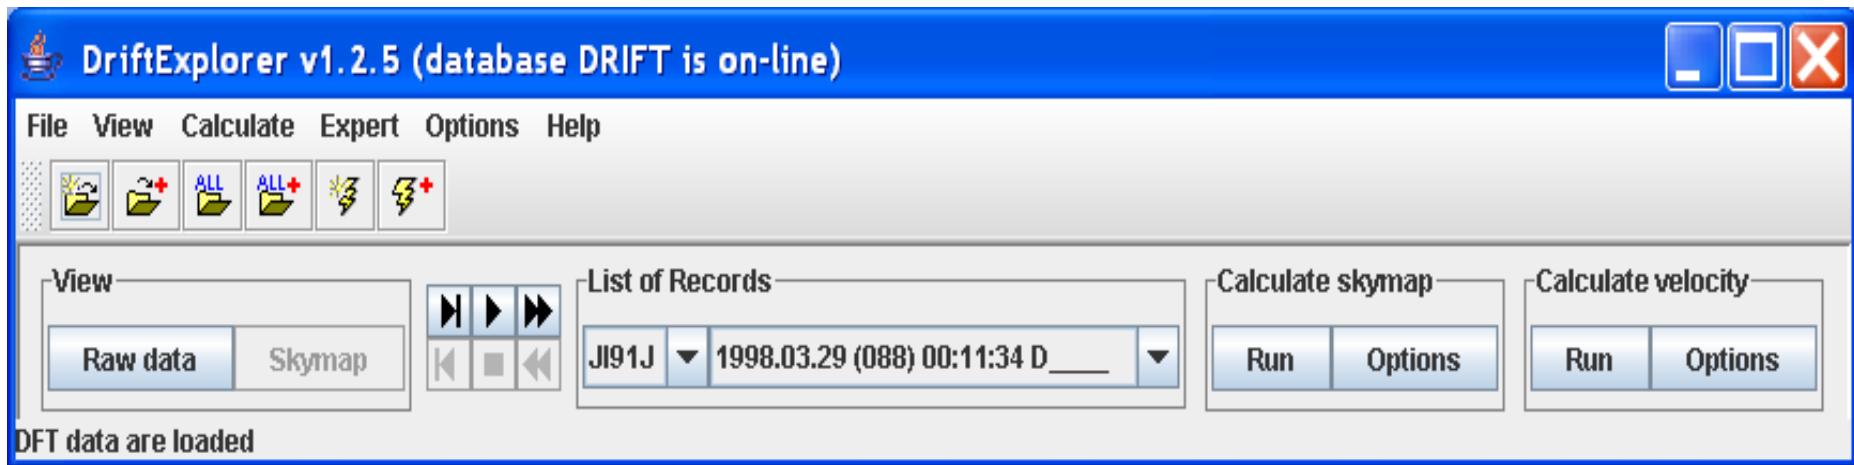 DriftExplorer v1.2.5 (database DRIFT is on-line)
File View Calculate Expert Options Help
ALL ALL
View List of Records Calculate skymap Calculate velocity
Raw data Skymap JI91J 1998.03.29 (088) 00:11:34 D____ Run Options Run Options
DFT data are loaded